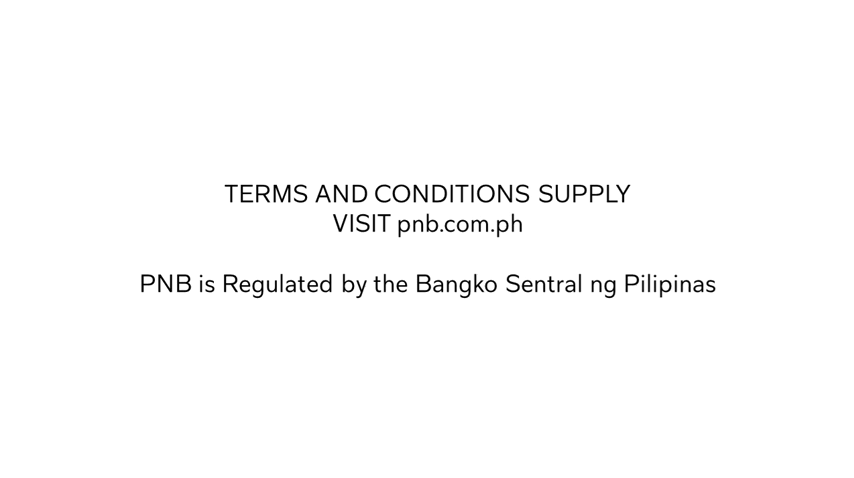 TERMS AND CONDITIONS SUPPLY
VISIT pnb.com.ph
PNB is Regulated by the Bangko Sentral ng Pilipinas